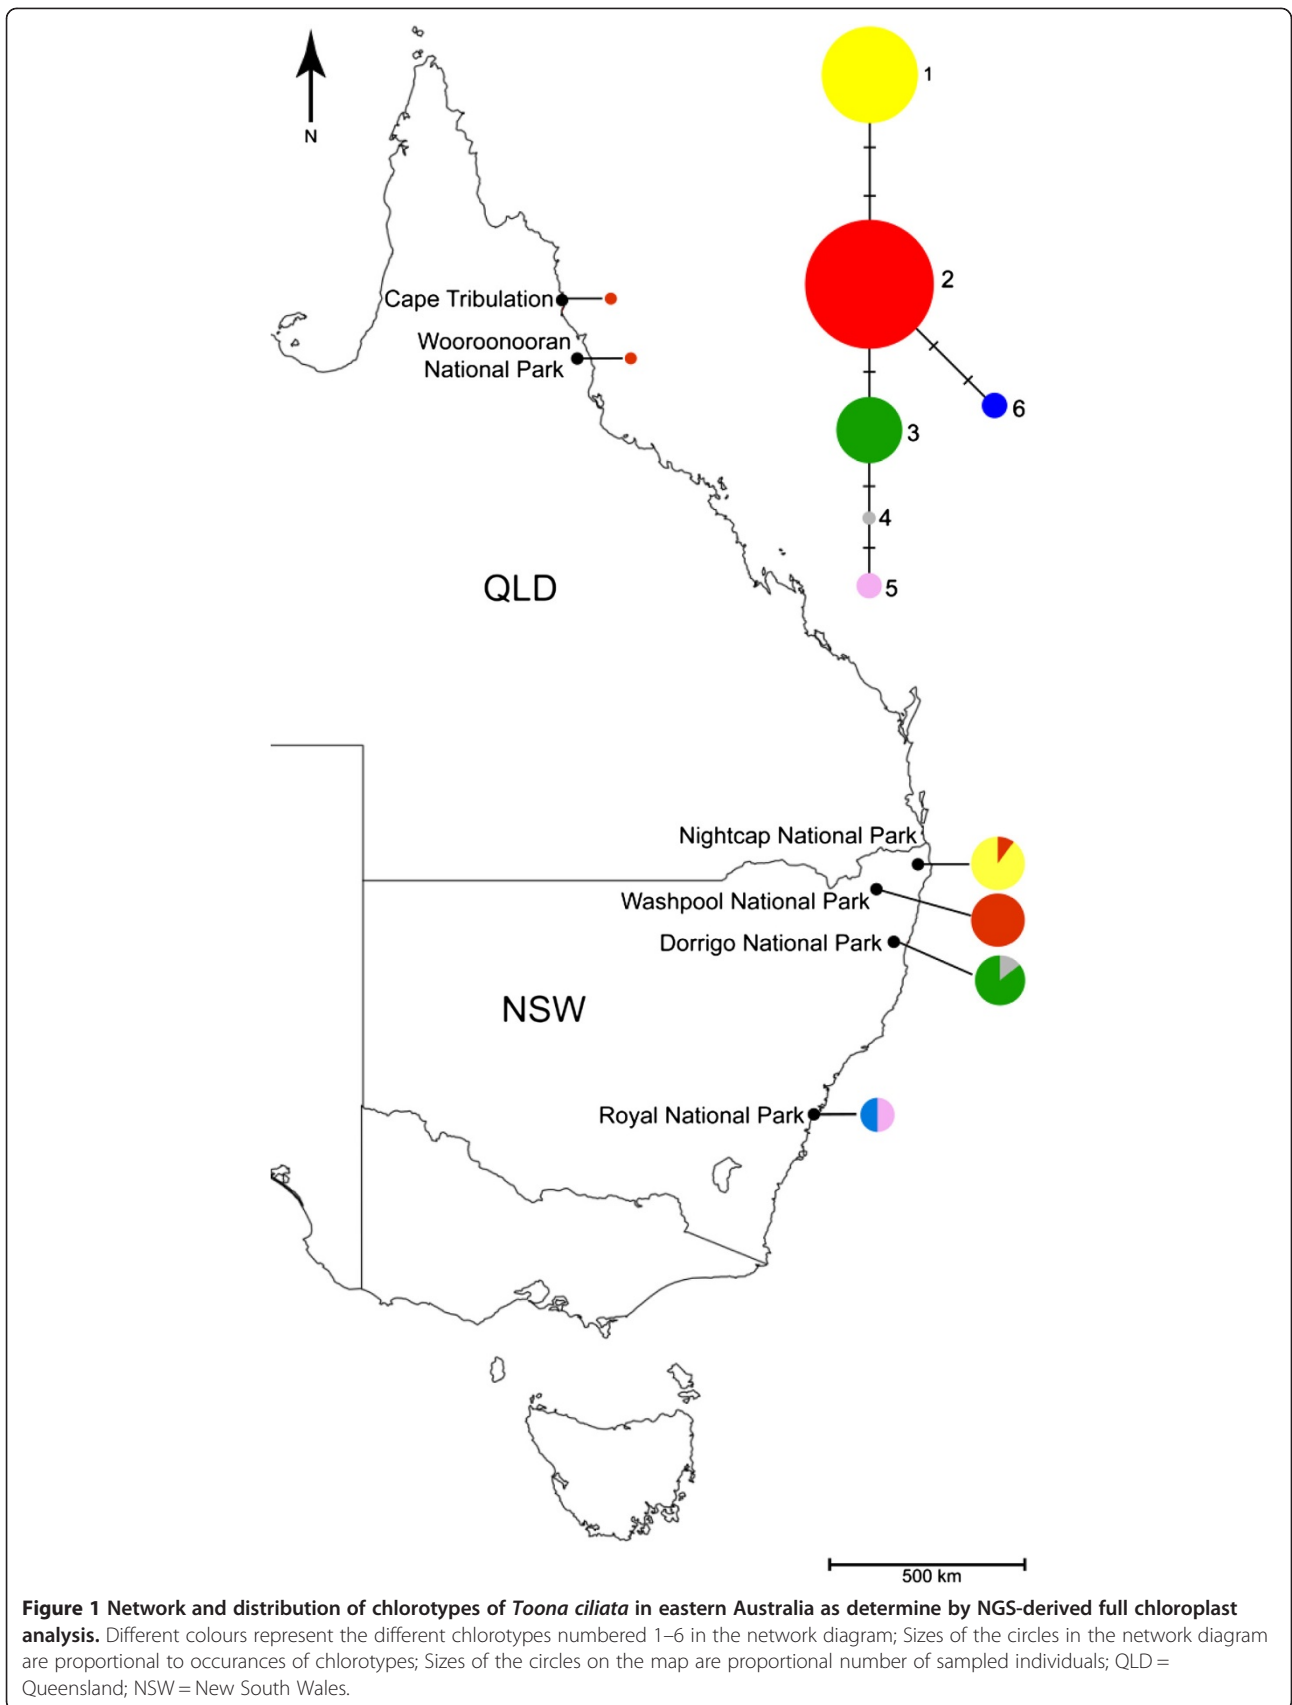 N
1
2
3
4
5
6
Cape Tribulation
Wooroonooran
National Park
QLD
Nightcap National Park
Washpool National Park
Dorrigo National Park
NSW
Royal National Park
500 km
Figure 1 Network and distribution of chlorotypes of Toona ciliata in eastern Australia as determine by NGS-derived full chloroplast
analysis. Different colours represent the different chlorotypes numbered 1–6 in the network diagram; Sizes of the circles in the network diagram
are proportional to occurances of chlorotypes; Sizes of the circles on the map are proportional number of sampled individuals; QLD =
Queensland; NSW = New South Wales.